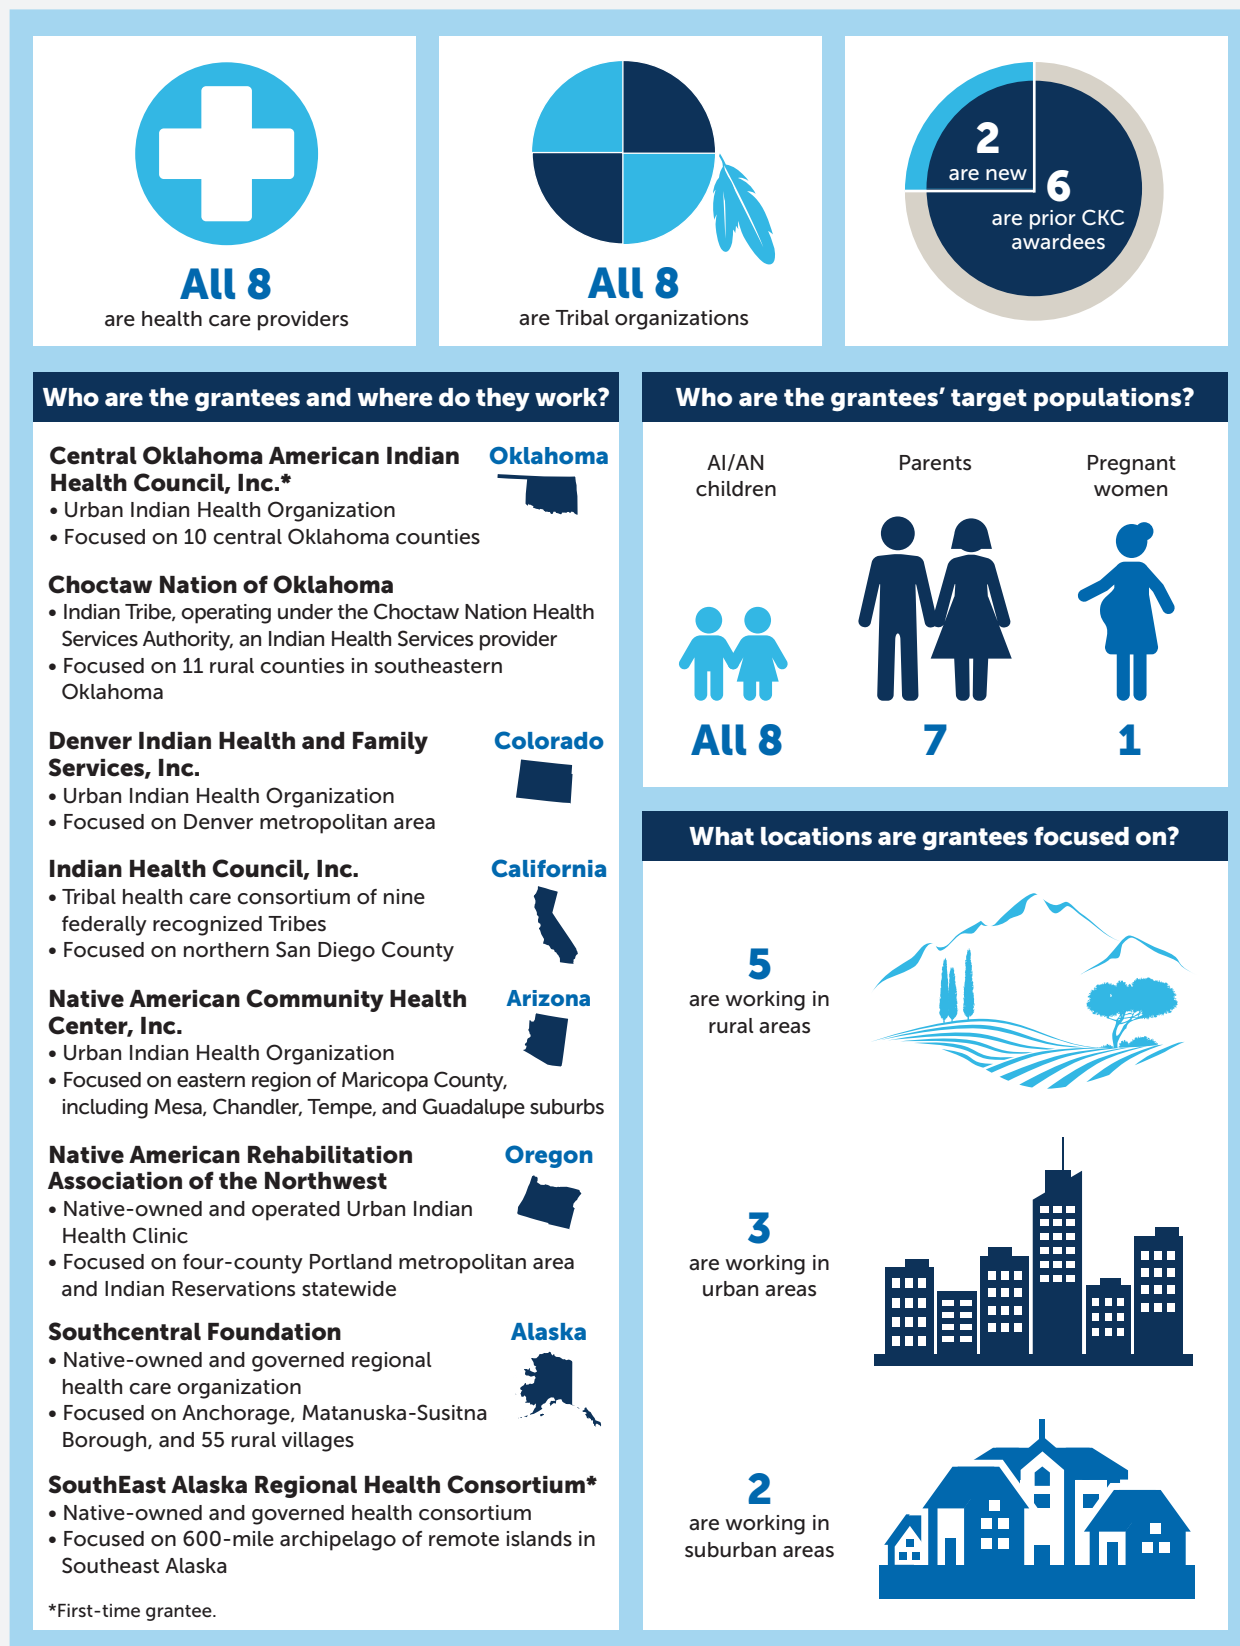 All 8
are health care providers
All 8
are Tribal organizations
2
are new
6
are prior CKC
awardees
Who are the grantees and where do they work?
Central Oklahoma American Indian
Health Council, Inc.*
Oklahoma
• Urban Indian Health Organization
• Focused on 10 central Oklahoma counties
Choctaw Nation of Oklahoma
• Indian Tribe, operating under the Choctaw Nation Health
Services Authority, an Indian Health Services provider
• Focused on 11 rural counties in southeastern
Oklahoma
Denver Indian Health and Family
Services, Inc.
Colorado
• Urban Indian Health Organization
• Focused on Denver metropolitan area
Indian Health Council, Inc.
California
• Tribal health care consortium of nine
federally recognized Tribes
• Focused on northern San Diego County
Native American Community Health
Center, Inc.
Arizona
• Urban Indian Health Organization
• Focused on eastern region of Maricopa County,
including Mesa, Chandler, Tempe, and Guadalupe suburbs
Native American Rehabilitation
Association of the Northwest
Oregon
• Native-owned and operated Urban Indian
Health Clinic
• Focused on four-county Portland metropolitan area
and Indian Reservations statewide
Southcentral Foundation
Alaska
• Native-owned and governed regional
health care organization
• Focused on Anchorage, Matanuska-Susitna
Borough, and 55 rural villages
SouthEast Alaska Regional Health Consortium*
• Native-owned and governed health consortium
• Focused on 600-mile archipelago of remote islands in
Southeast Alaska
*First-time grantee.
Who are the grantees' target populations?
AI/AN
children
All 8
Parents
7
Pregnant
women
1
What locations are grantees focused on?
5
are working in
rural areas
3
are working in
urban areas
2
are working in
suburban areas